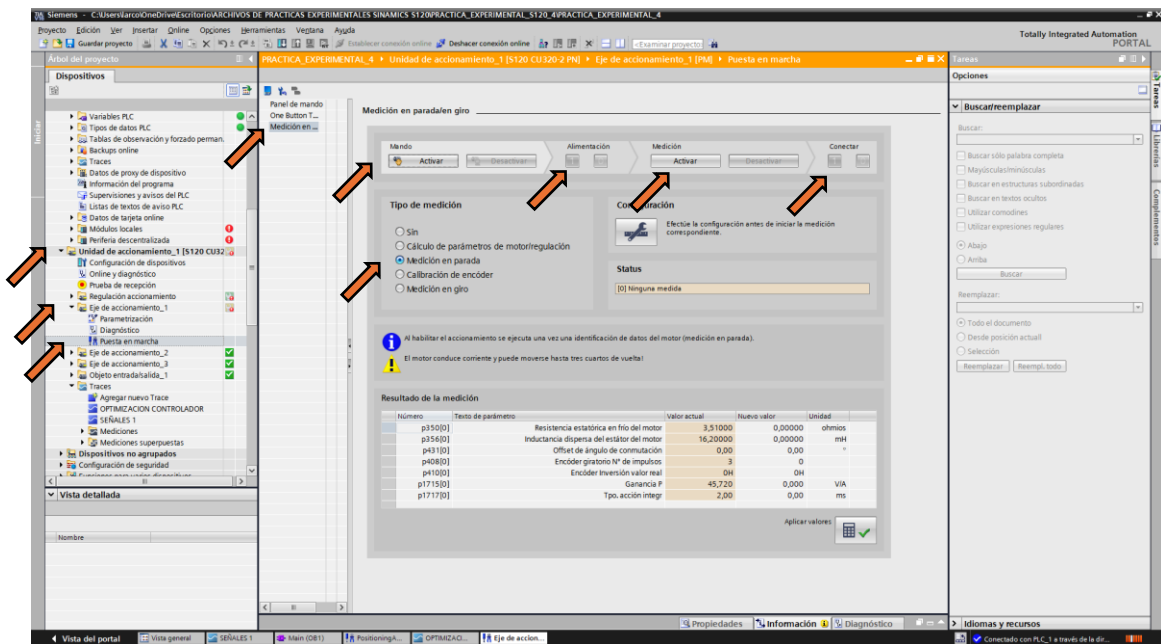 Siemens - C:\Users\larco\OneDrive\Escritorio\ARCHIVOS DE PRACTICAS EXPERIMENTALES SINAMICS S120\PRACTICA_EXPERIMENTAL_S120_4\PRACTICA_EXPERIMENTAL_4
Proyecto Edición Ver Insertar Online Opciones Herramientas Ventana Ayuda
Guardar proyecto Establecer conexión online Deshacer conexión online <Examinar proyecto>
Totally Integrated Automation
PORTAL
Árbol del proyecto
Dispositivos
Iniciar
Variables PLC
Tipos de datos PLC
Tablas de observación y forzado perman.
Backups online
Traces
Datos de proxy de dispositivo
Información del programa
Supervisiones y avisos del PLC
Listas de textos de aviso PLC
Datos de tarjeta online
Módulos locales
Periferia descentralizada
Unidad de accionamiento_1 [S120 CU32
Configuración de dispositivos
Online y diagnóstico
Prueba de recepción
Regulación accionamiento
Eje de accionamiento_1
Parametrización
Diagnóstico
Puesta en marcha
Eje de accionamiento_2
Eje de accionamiento_3
Objeto entrada/salida_1
Traces
Agregar nuevo Trace
OPTIMIZACION CONTROLADOR
SEÑALES 1
Mediciones
Mediciones superpuestas
Dispositivos no agrupados
Configuración de seguridad
Vista detallada
Nombre
PRACTICA_EXPERIMENTAL_4 Unidad de accionamiento_1 [S120 CU320-2 PN] Eje de accionamiento_1 [PM] Puesta en marcha
Panel de mando
One Button T...
Medición en ...
Medición en parada/en giro
Mando Alimentación Medición Conectar
Activar Desactivar Activar Desactivar
Tipo de medición
Sin
Cálculo de parámetros de motor/regulación
Medición en parada
Calibración de encóder
Medición en giro
Configuración
Efectúe la configuración antes de iniciar la medición
correspondiente.
Status
[0] Ninguna medida
Al habilitar el accionamiento se ejecuta una vez una identificación de datos del motor (medición en parada).
El motor conduce corriente y puede moverse hasta tres cuartos de vuelta!
Resultado de la medición
Número Texto de parámetro Valor actual Nuevo valor Unidad
p350[0] Resistencia estatórica en frío del motor 3,51000 0,00000 ohmios
p356[0] Inductancia dispersa del estátor del motor 16,20000 0,00000 mH
p431[0] Offset de ángulo de conmutación 0,00 0,00 °
p408[0] Encóder giratorio N° de impulsos 3 0
p410[0] Encóder Inversión valor real 0H 0H
p1715[0] Ganancia P 45,720 0,000 V/A
p1717[0] Tpo. acción integr 2,00 0,00 ms
Aplicar valores
Propiedades Información Diagnóstico
Tareas
Opciones
Buscar/reemplazar
Buscar:
Buscar sólo palabra completa
Mayúsculas/minúsculas
Buscar en estructuras subordinadas
Buscar en textos ocultos
Utilizar comodines
Utilizar expresiones regulares
Abajo
Arriba
Buscar
Reemplazar:
Todo el documento
Desde posición actuall
Selección
Reemplazar Reempl. todo
Idiomas y recursos
Tareas
Librerías
Complementos
Vista del portal Vista general SEÑALES 1 Main (OB1) PositioningA... OPTIMIZACI... Eje de accion...
Conectado con PLC_1 a través de la dir...